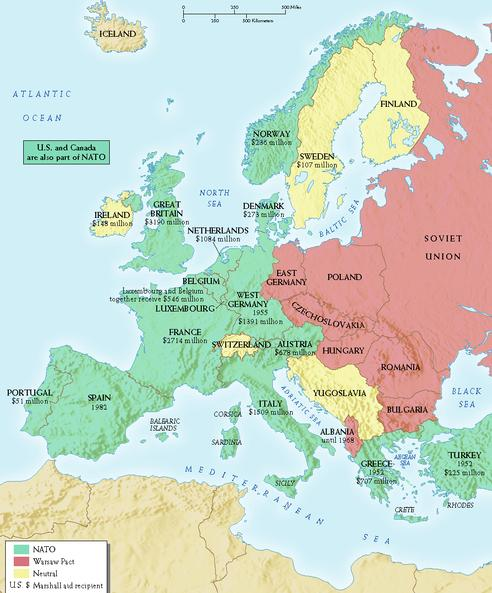 0 250 500 Miles
0 250 500 Kilometers
ICELAND
ATLANTIC
OCEAN
U.S. and Canada
are also part of NATO
FINLAND
NORWAY
$236 million
SWEDEN
$107 million
NORTH
SEA
DENMARK
$273 million
BALTIC SEA
GREAT
BRITAIN
$3190 million
IRELAND
$148 million
NETHERLANDS
$1084 million
SOVIET
UNION
BELGIUM
Luxembourg and Belgium
together receive $546 million
LUXEMBOURG
WEST
GERMANY
1955
$1391 million
EAST
GERMANY
POLAND
CZECHOSLOVAKIA
FRANCE
$2714 million
SWITZERLAND
AUSTRIA
$678 million
HUNGARY
ROMANIA
YUGOSLAVIA
BULGARIA
BLACK
SEA
PORTUGAL
$51 million
SPAIN
1982
ITALY
$1509 million
ADRIATIC SEA
CORSICA
BALEARIC
ISLANDS
SARDINIA
ALBANIA
until 1968
GREECE
1952
$707 million
AEGEAN
SEA
TURKEY
1952
$225 million
SICILY
CRETE
RHODES
MEDITERRANEAN SEA
NATO
Warsaw Pact
Neutral
U.S. $ Marshall aid recipient